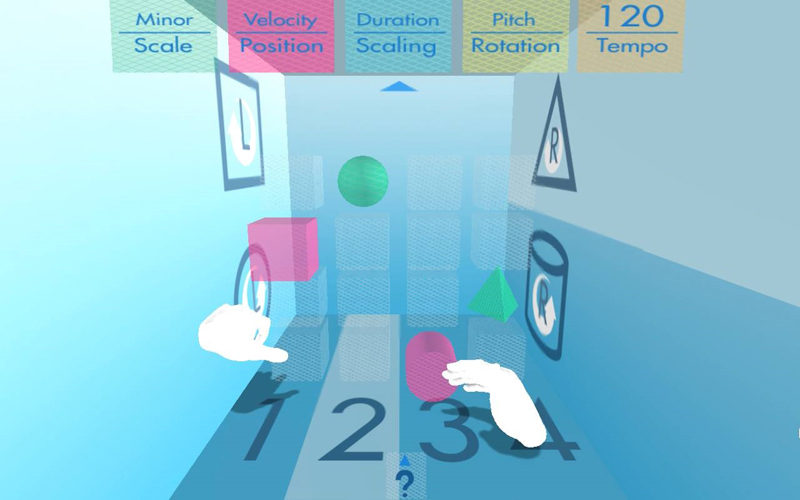 Minor
Scale
Velocity
Position
Duration
Scaling
Pitch
Rotation
120
Tempo
L
R
L
R
1 2 3 4
?